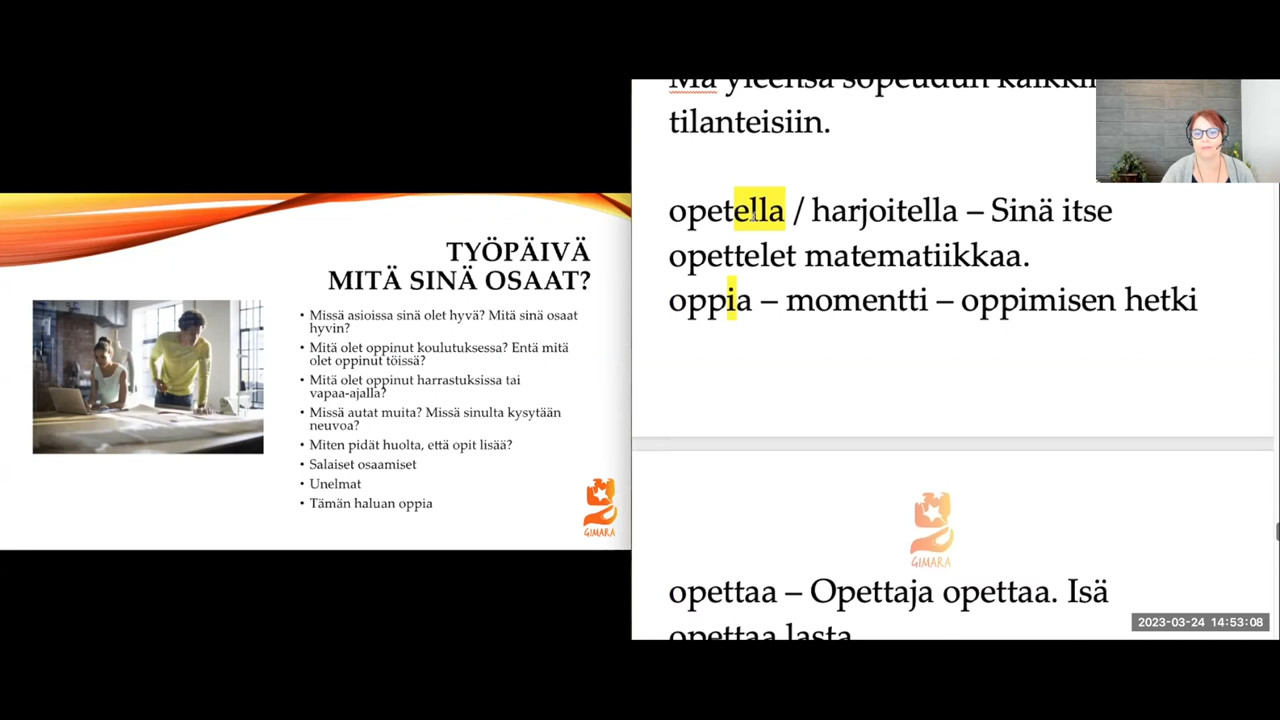 TYÖPÄIVÄ
MITÄ SINÄ OSAAT?
• Missä asioissa sinä olet hyvä? Mitä sinä osaat
hyvin?
• Mitä olet oppinut koulutuksessa? Entä mitä
olet oppinut töissä?
• Mitä olet oppinut harrastuksissa tai
vapaa-ajalla?
• Missä autat muita? Missä sinulta kysytään
neuvoa?
• Miten pidät huolta, että opit lisää?
• Salaiset osaamiset
• Unelmat
• Tämän haluan oppia
GIMARA
Mä yleensä sopeudun
tilanteisiin.
opetella / harjoitella – Sinä itse
opettelet matematiikkaa.
oppia – momentti – oppimisen hetki
GIMARA
opettaa – Opettaja opettaa. Isä
opettaa lasta
2023-03-24 14:53:08